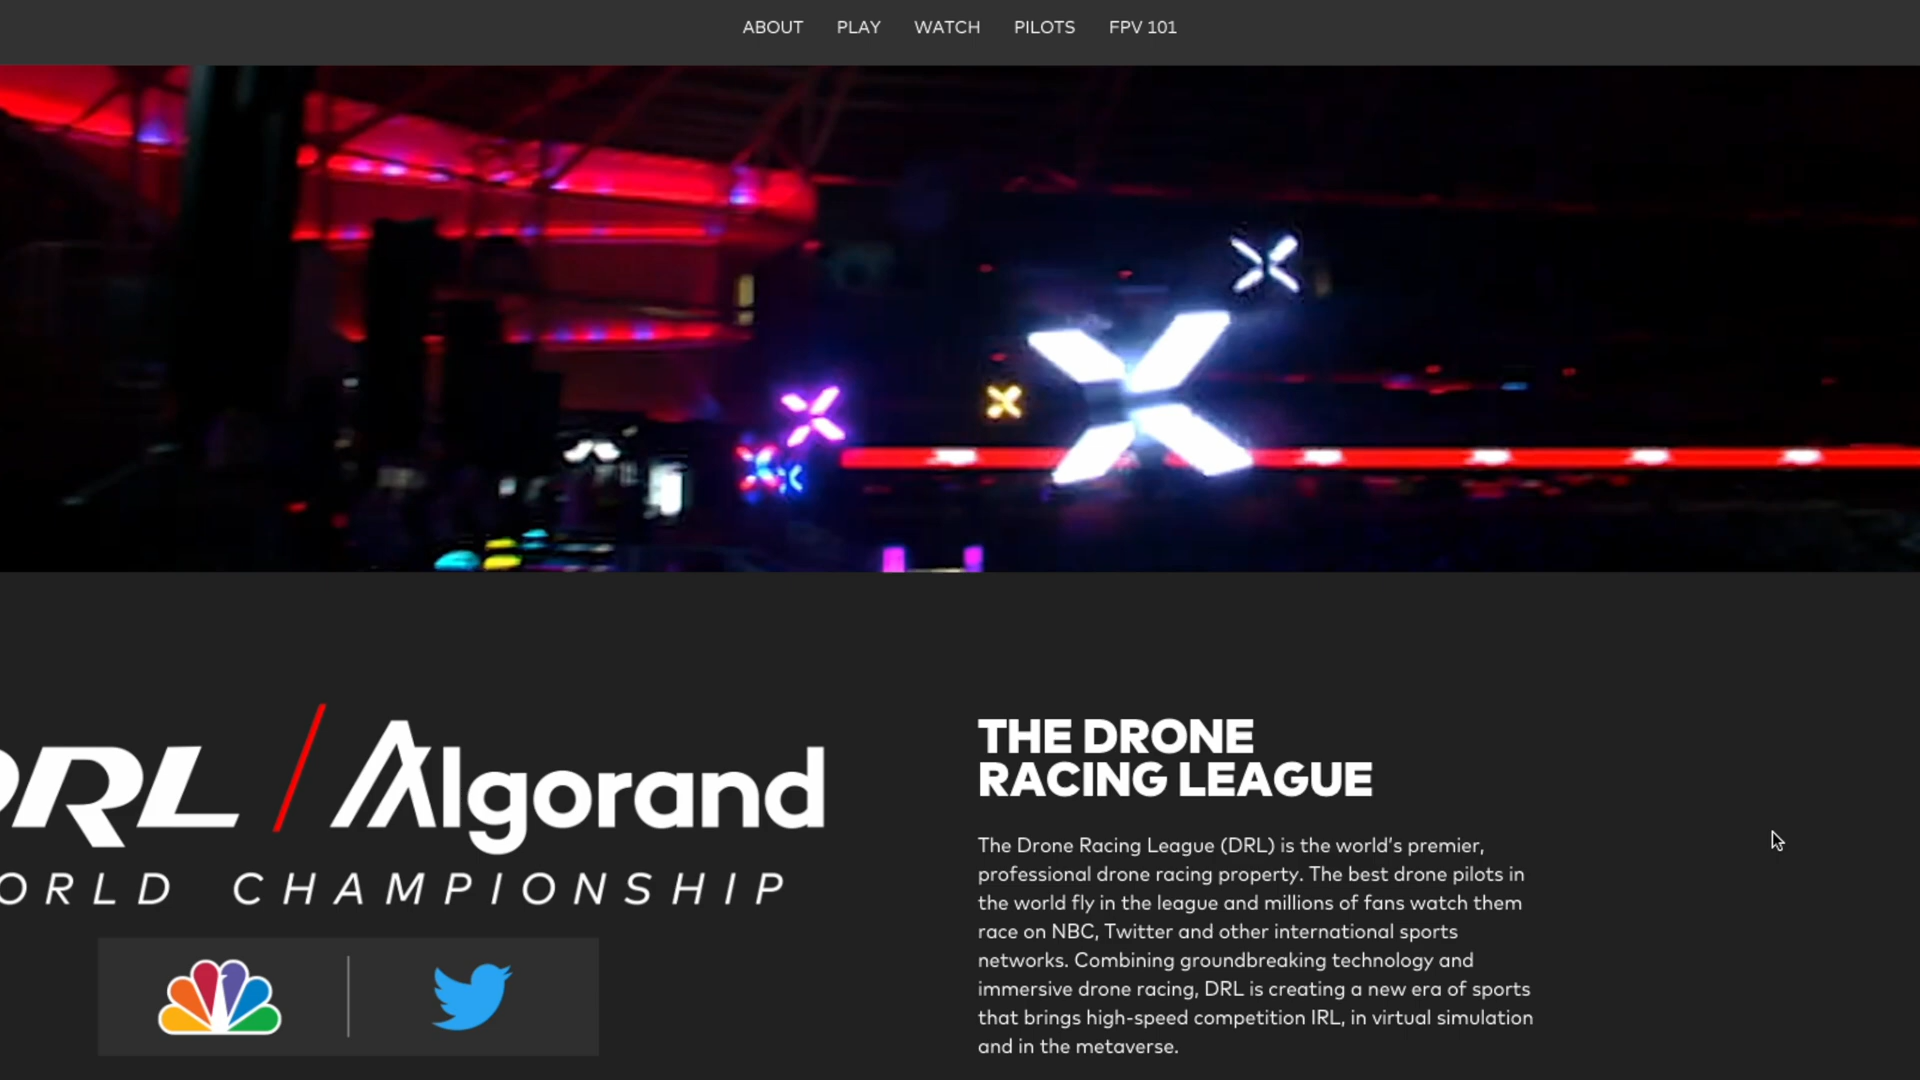 ABOUT PLAY WATCH PILOTS FPV 101
DRL / Algorand
ORLD CHAMPIONSHIP
THE DRONE
RACING LEAGUE
The Drone Racing League (DRL) is the world's premier,
professional drone racing property. The best drone pilots in
the world fly in the league and millions of fans watch them
race on NBC, Twitter and other international sports
networks. Combining groundbreaking technology and
immersive drone racing, DRL is creating a new era of sports
that brings high-speed competition IRL, in virtual simulation
and in the metaverse.